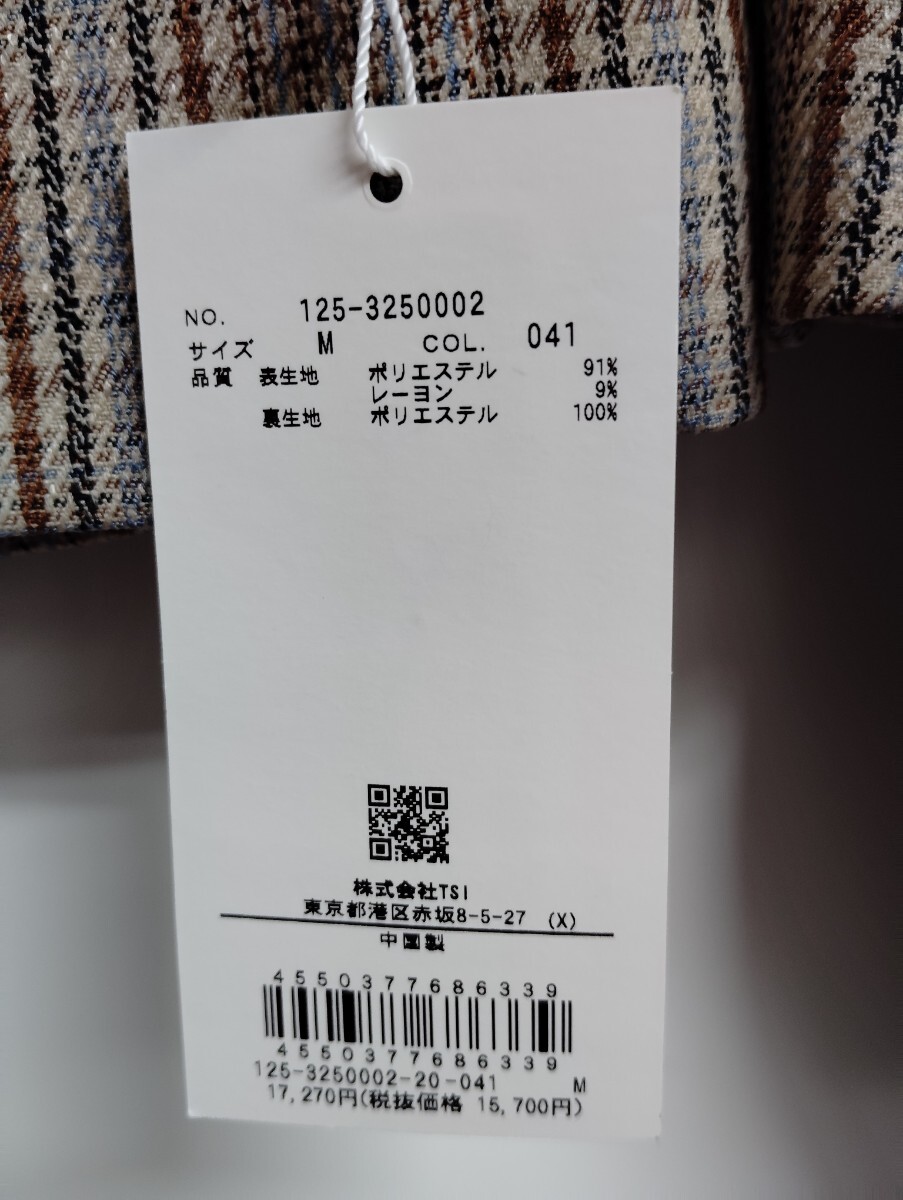 NO. 125-3250002
サイズ M COL. 041
品質 表生地 ポリエステル 91%
レーヨン 9%
裏生地 ポリエステル 100%
株式会社TSI
東京都港区赤坂8-5-27 (X)
中国製
4550377686339
4550377686339
125-3250002-20-041 M
17,270円(税抜価格 15,700円)